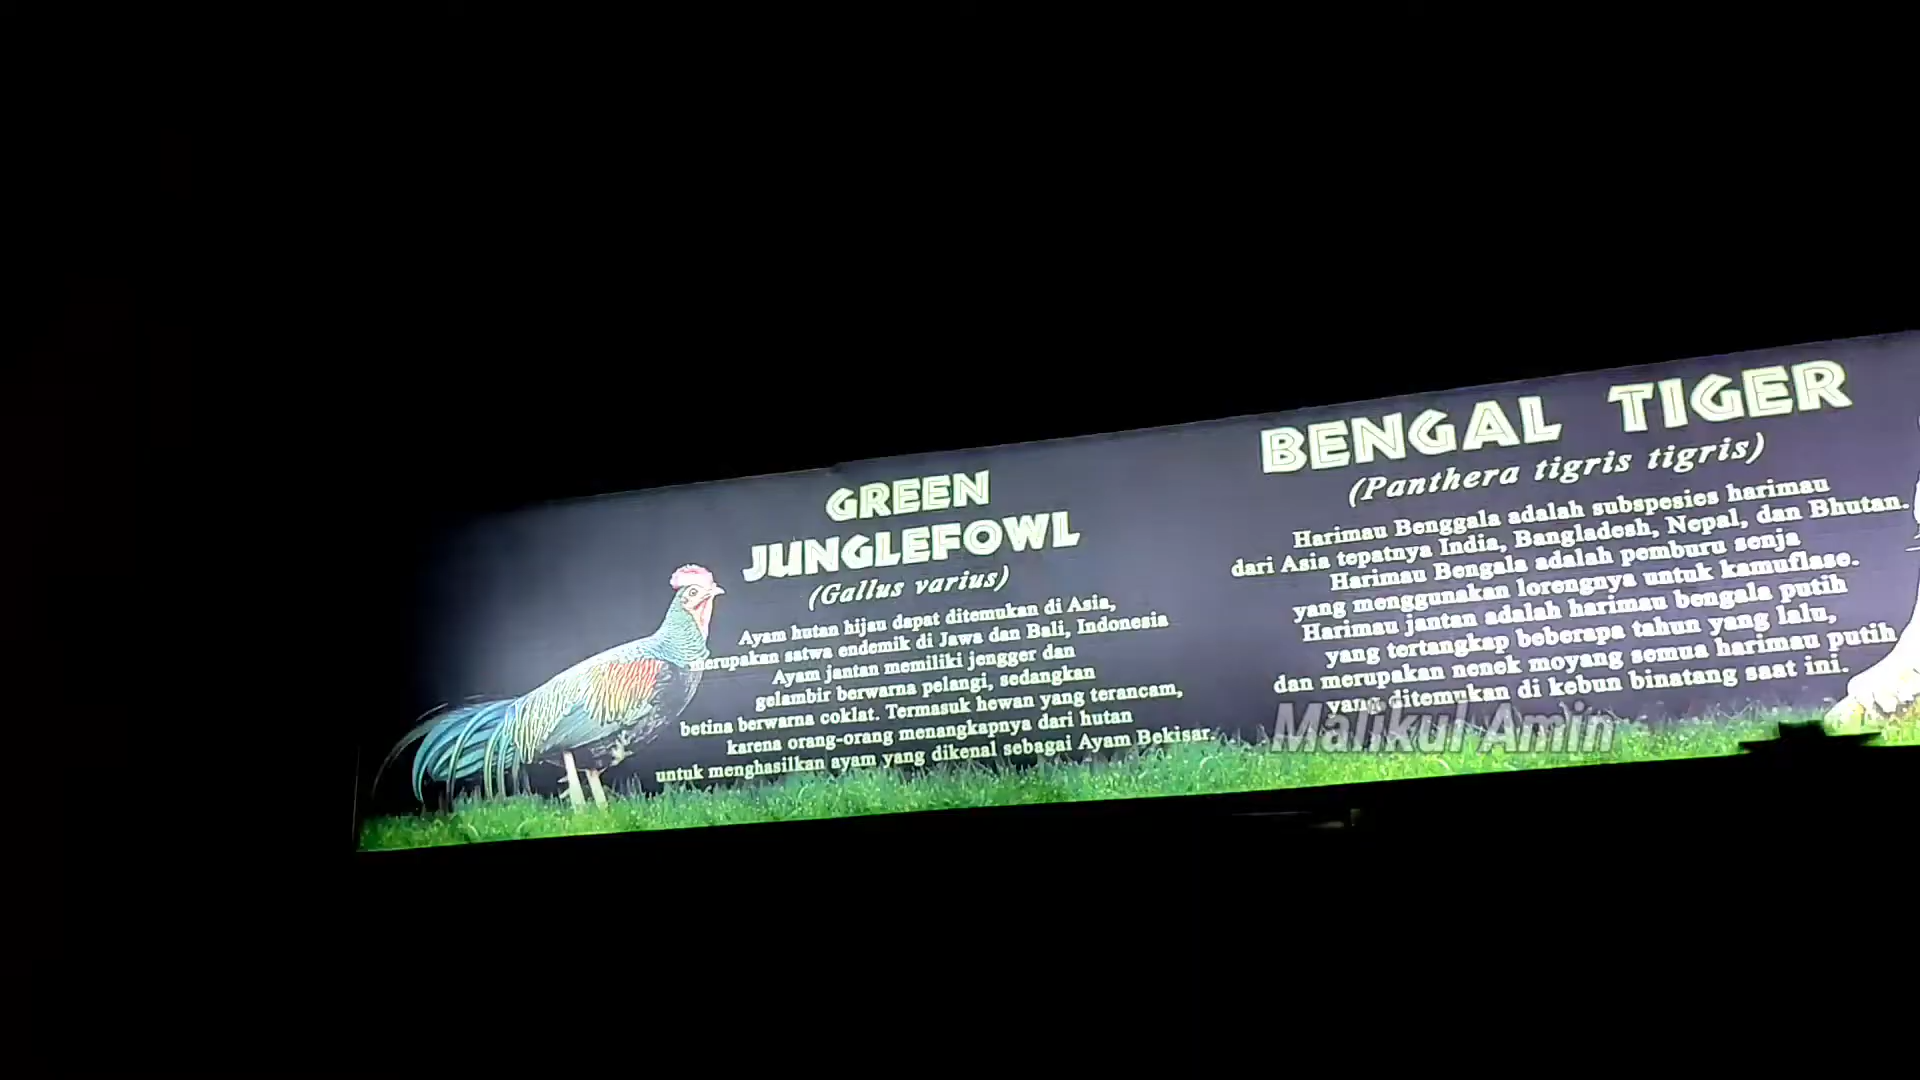 GREEN
JUNGLEFOWL
(Gallus varius)
Ayam hutan hijau dapat ditemukan di Asia,
merupakan satwa endemik di Jawa dan Bali, Indonesia
Ayam jantan memiliki jengger dan
gelambir berwarna pelangi, sedangkan
betina berwarna coklat. Termasuk hewan yang terancam,
karena orang-orang menangkapnya dari hutan
untuk menghasilkan ayam yang dikenal sebagai Ayam Bekisar.
BENGAL TIGER
(Panthera tigris tigris)
Harimau Benggala adalah subspesies harimau
dari Asia tepatnya India, Bangladesh, Nepal, dan Bhutan.
Harimau Bengala adalah pemburu senja
yang menggunakan lorengnya untuk kamuflase.
Harimau jantan adalah harimau bengala putih
yang tertangkap beberapa tahun yang lalu,
dan merupakan nenek moyang semua harimau putih
yang ditemukan di kebun binatang saat ini.
Malikul Amin